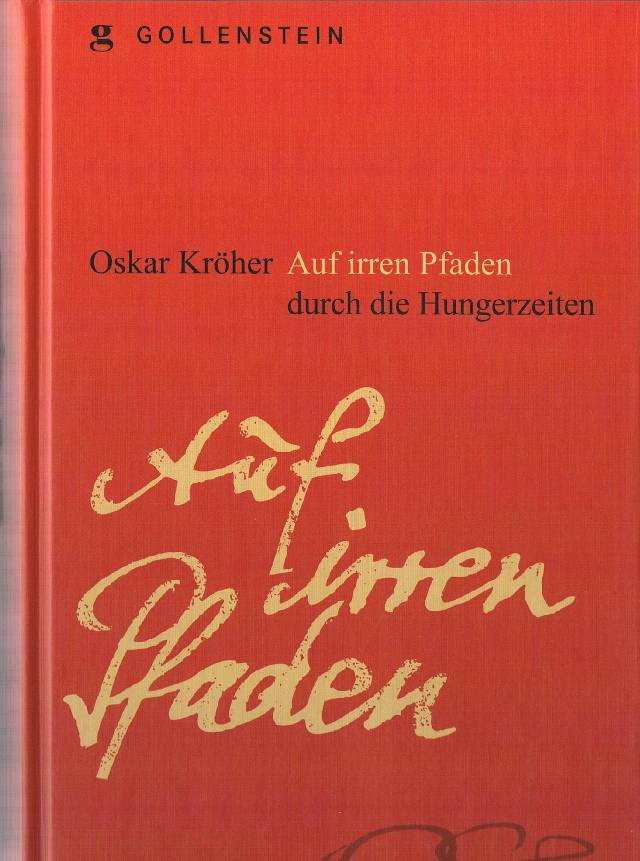 g GOLLENSTEIN
Oskar Kröher Auf irren Pfaden
durch die Hungerzeiten
Auf
irren
Pfaden